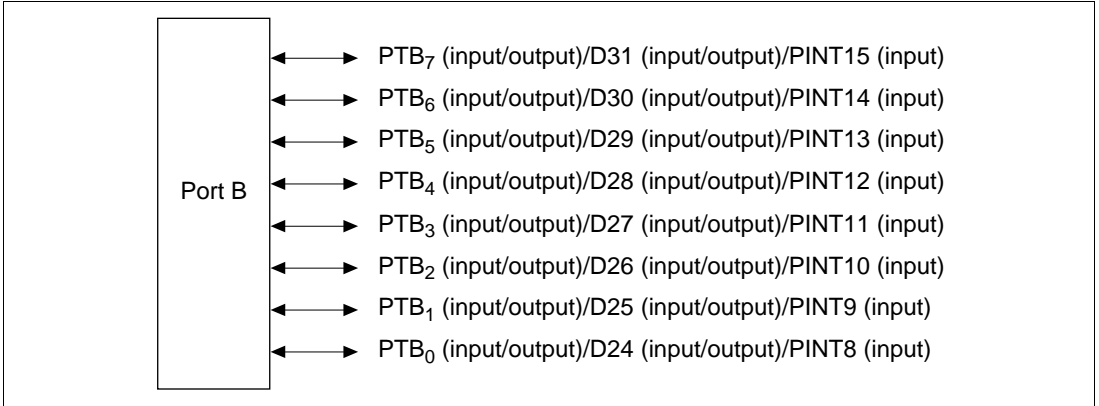 Port B
PTB₇ (input/output)/D31 (input/output)/PINT15 (input)
PTB₆ (input/output)/D30 (input/output)/PINT14 (input)
PTB₅ (input/output)/D29 (input/output)/PINT13 (input)
PTB₄ (input/output)/D28 (input/output)/PINT12 (input)
PTB₃ (input/output)/D27 (input/output)/PINT11 (input)
PTB₂ (input/output)/D26 (input/output)/PINT10 (input)
PTB₁ (input/output)/D25 (input/output)/PINT9 (input)
PTB₀ (input/output)/D24 (input/output)/PINT8 (input)